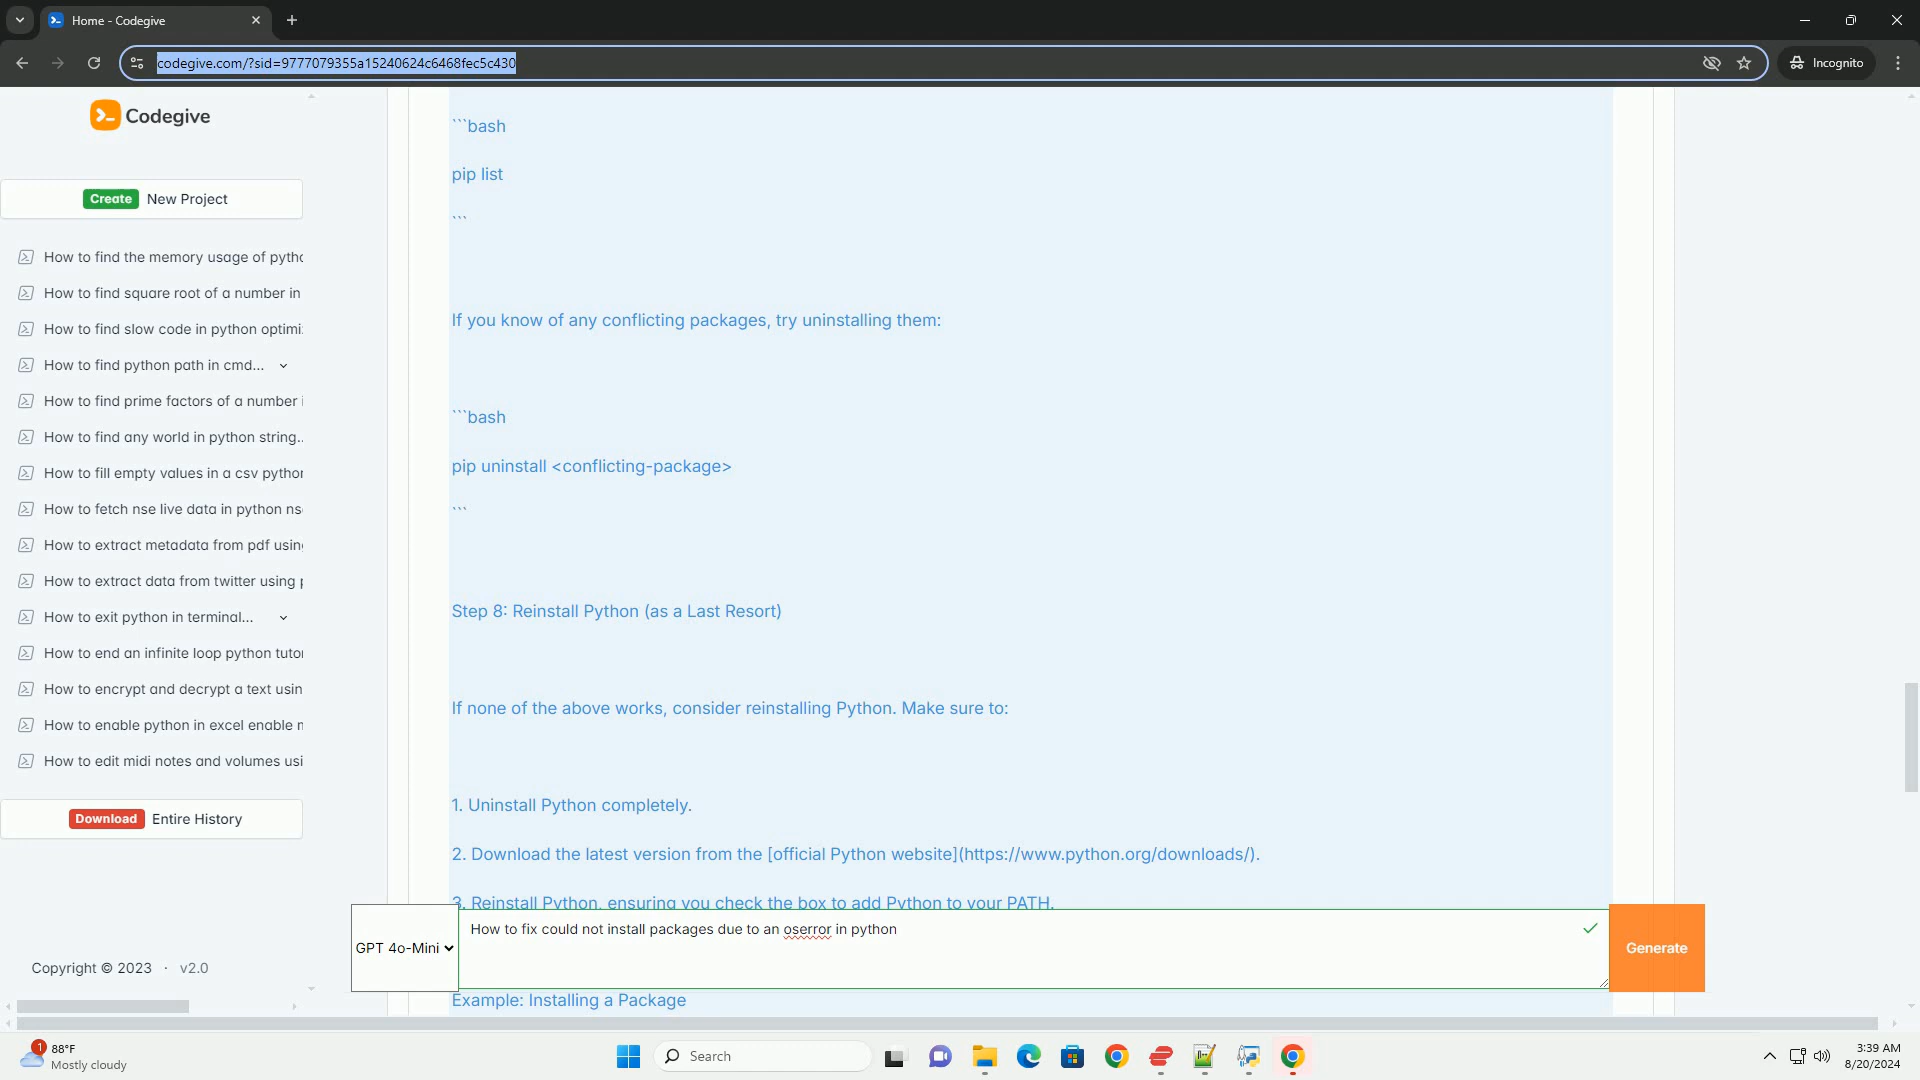 Home - Codegive
codegive.com/?sid=9777079355a15240624c6468fec5c430
Incognito
Codegive
Create New Project
How to find the memory usage of pytho
How to find square root of a number in
How to find slow code in python optimi
How to find python path in cmd...
How to find prime factors of a number i
How to find any world in python string..
How to fill empty values in a csv python
How to fetch nse live data in python ns
How to extract metadata from pdf using
How to extract data from twitter using p
How to exit python in terminal...
How to end an infinite loop python tutor
How to encrypt and decrypt a text usin
How to enable python in excel enable m
How to edit midi notes and volumes usi
Download Entire History
Copyright © 2023 · v2.0
```bash
pip list
```
If you know of any conflicting packages, try uninstalling them:
```bash
pip uninstall <conflicting-package>
```
Step 8: Reinstall Python (as a Last Resort)
If none of the above works, consider reinstalling Python. Make sure to:
1. Uninstall Python completely.
2. Download the latest version from the [official Python website](https://www.python.org/downloads/).
3. Reinstall Python, ensuring you check the box to add Python to your PATH.
GPT 4o-Mini
How to fix could not install packages due to an oserror in python
Generate
Example: Installing a Package
1
88°F
Mostly cloudy
Search
3:39 AM
8/20/2024